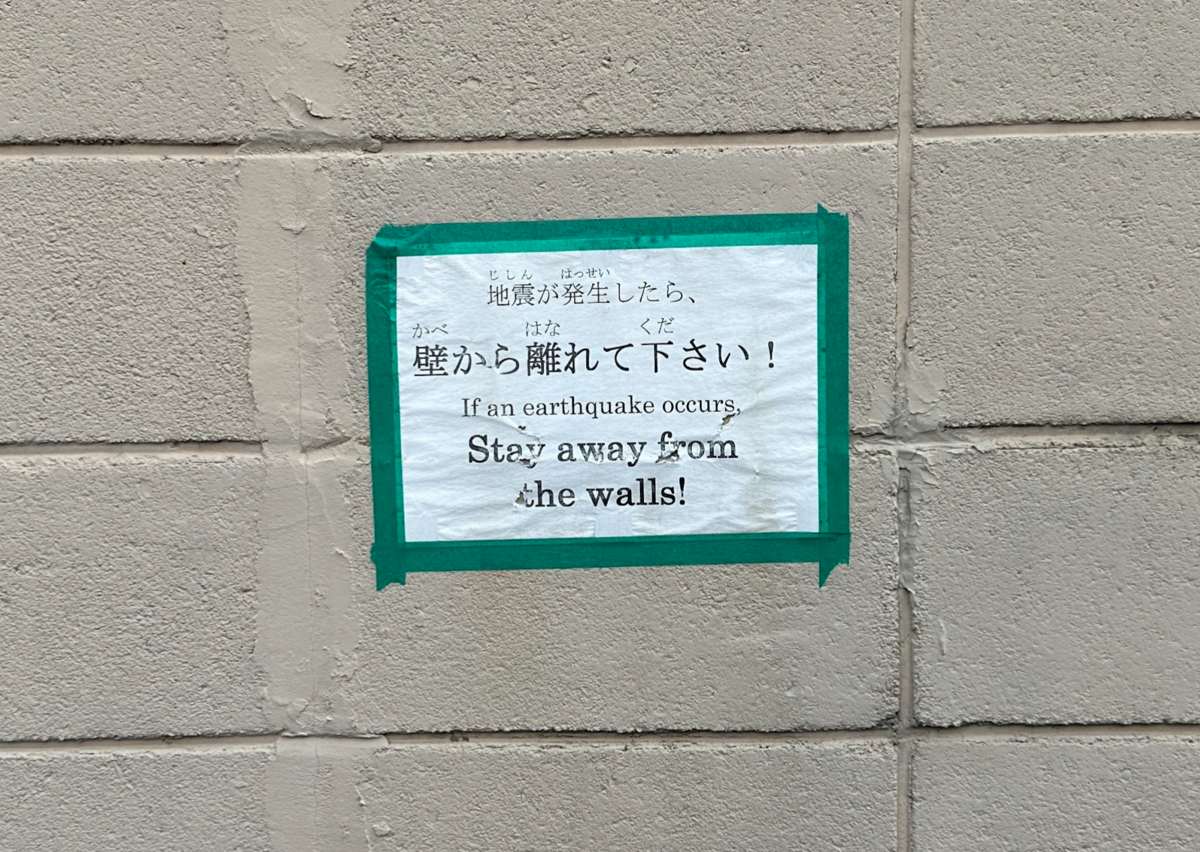 じしん はっせい
地震が発生したら、
かべ はな くだ
壁から離れて下さい！
If an earthquake occurs,
Stay away from
the walls!